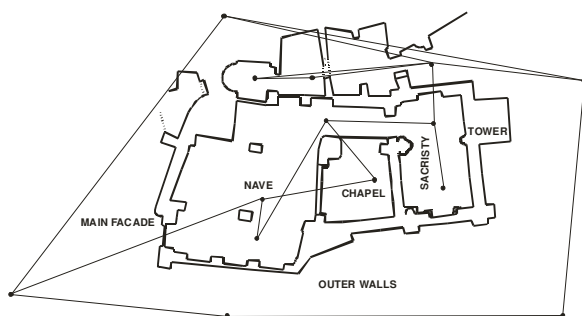 TOWER
SACRISTY
NAVE
CHAPEL
MAIN FACADE
OUTER WALLS